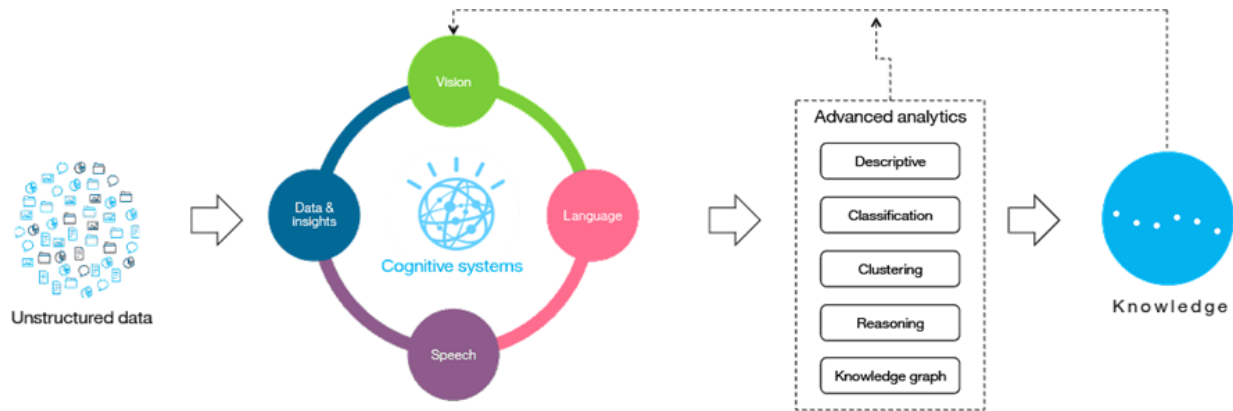 Unstructured data
Vision
Data &
insights
Language
Cognitive systems
Speech
Advanced analytics
Descriptive
Classification
Clustering
Reasoning
Knowledge graph
Knowledge